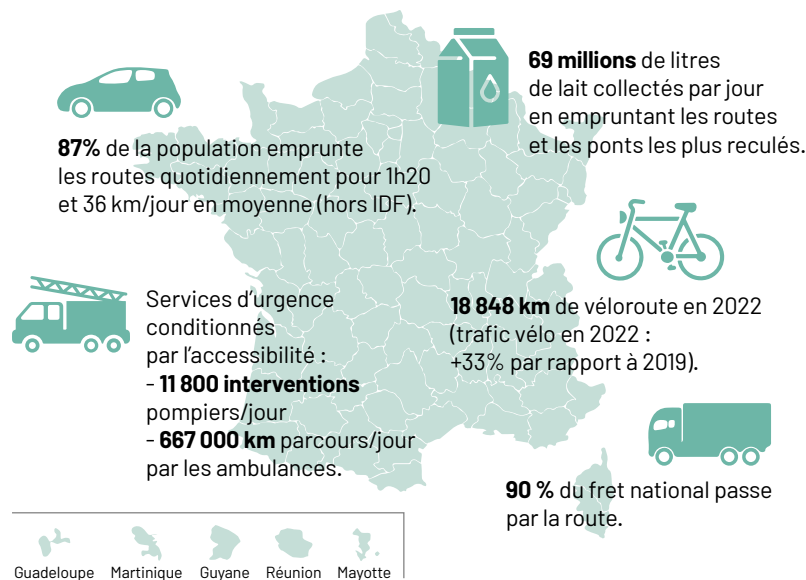 87% de la population emprunte
les routes quotidiennement pour 1h20
et 36 km/jour en moyenne (hors IDF).
69 millions de litres
de lait collectés par jour
en empruntant les routes
et les ponts les plus reculés.
Services d'urgence
conditionnés
par l'accessibilité :
- 11 800 interventions
pompiers/jour
- 667 000 km parcours/jour
par les ambulances.
18 848 km de véloroute en 2022
(trafic vélo en 2022 :
+33% par rapport à 2019).
90 % du fret national passe
par la route.
Guadeloupe Martinique Guyane Réunion Mayotte